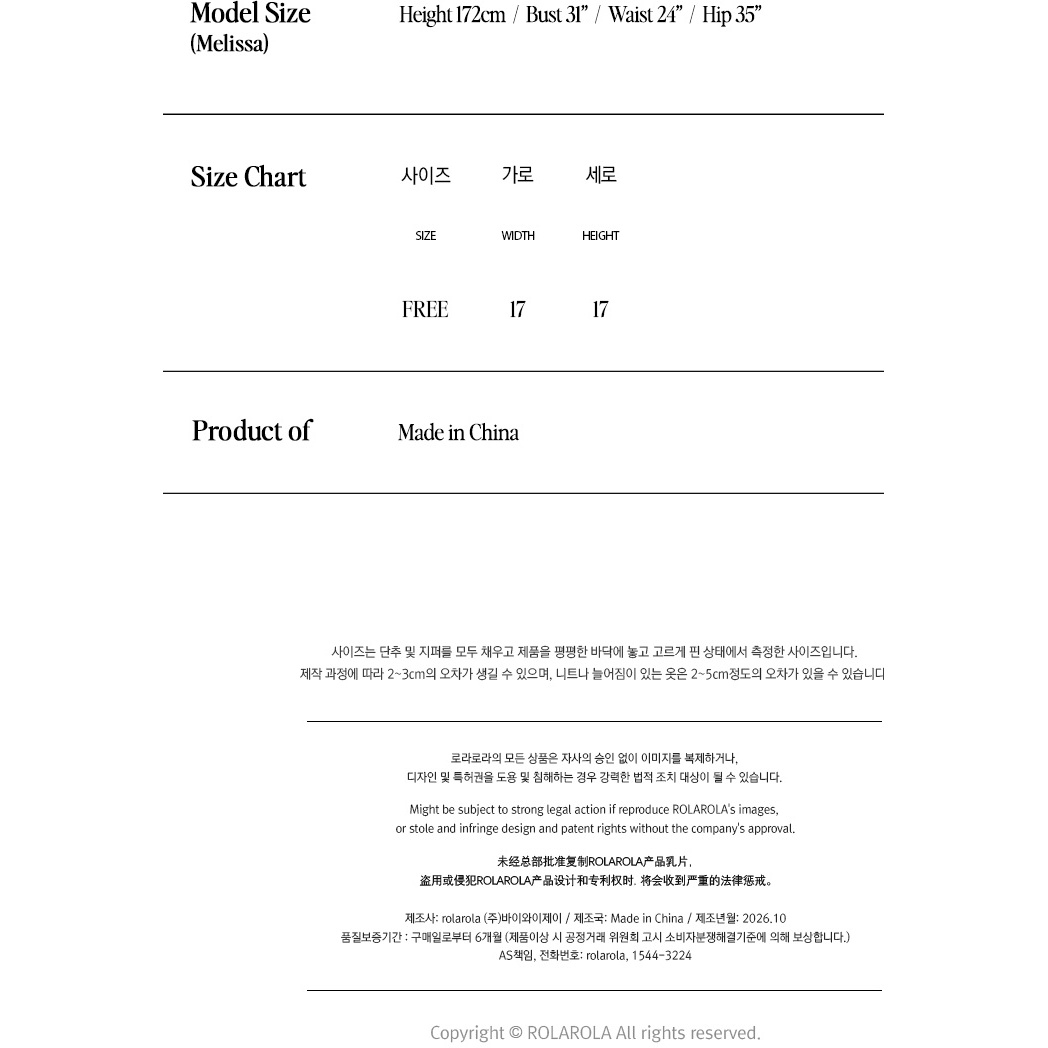 Model Size
(Melissa)
Height 172cm / Bust 31” / Waist 24” / Hip 35”
Size Chart
사이즈 가로 세로
SIZE WIDTH HEIGHT
FREE 17 17
Product of
Made in China
사이즈는 단추 및 지퍼를 모두 채우고 제품을 평평한 바닥에 놓고 고르게 핀 상태에서 측정한 사이즈입니다.
제작 과정에 따라 2~3cm의 오차가 생길 수 있으며, 니트나 늘어짐이 있는 옷은 2~5cm정도의 오차가 있을 수 있습니다
로라로라의 모든 상품은 자사의 승인 없이 이미지를 복제하거나,
디자인 및 특허권을 도용 및 침해하는 경우 강력한 법적 조치 대상이 될 수 있습니다.
Might be subject to strong legal action if reproduce ROLAROLA's images,
or stole and infringe design and patent rights without the company's approval.
未经总部批准复制ROLAROLA产品乳片,
盗用或侵犯ROLAROLA产品设计和专利权时, 将会收到严重的法律惩戒。
제조사: rolarola (주)바이와이제이 / 제조국: Made in China / 제조년월: 2026.10
품질보증기간 : 구매일로부터 6개월 (제품이상 시 공정거래 위원회 고시 소비자분쟁해결기준에 의해 보상합니다.)
AS책임, 전화번호: rolarola, 1544-3224
Copyright © ROLAROLA All rights reserved.